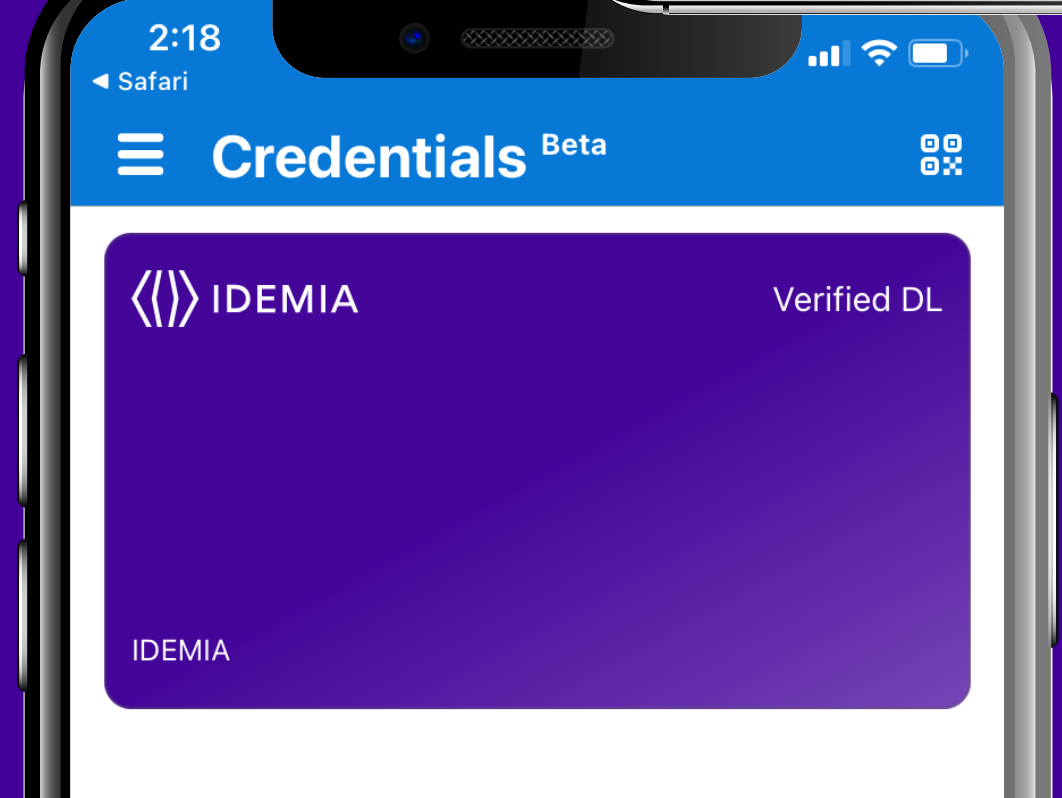 2:18
◀ Safari
Credentials Beta
IDEMIA
Verified DL
IDEMIA